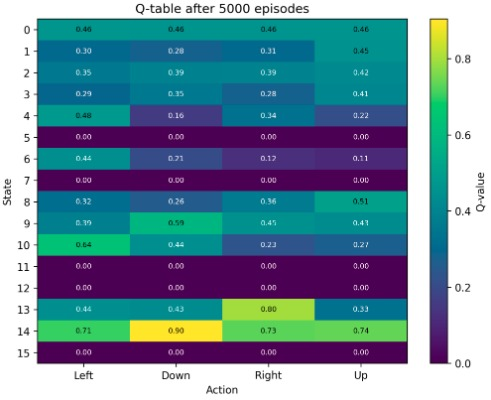 Q-table after 5000 episodes
0 0.46 0.46 0.46 0.46
1 0.30 0.28 0.31 0.45
2 0.35 0.39 0.39 0.42
3 0.29 0.35 0.28 0.41
4 0.48 0.16 0.34 0.22
5 0.00 0.00 0.00 0.00
6 0.44 0.21 0.12 0.11
7 0.00 0.00 0.00 0.00
8 0.32 0.26 0.36 0.51
9 0.39 0.59 0.45 0.43
10 0.64 0.44 0.23 0.27
11 0.00 0.00 0.00 0.00
12 0.00 0.00 0.00 0.00
13 0.44 0.43 0.80 0.33
14 0.71 0.90 0.73 0.74
15 0.00 0.00 0.00 0.00
Left Down Right Up
Action
State
0.8
0.6
0.4
0.2
0.0
Q-value